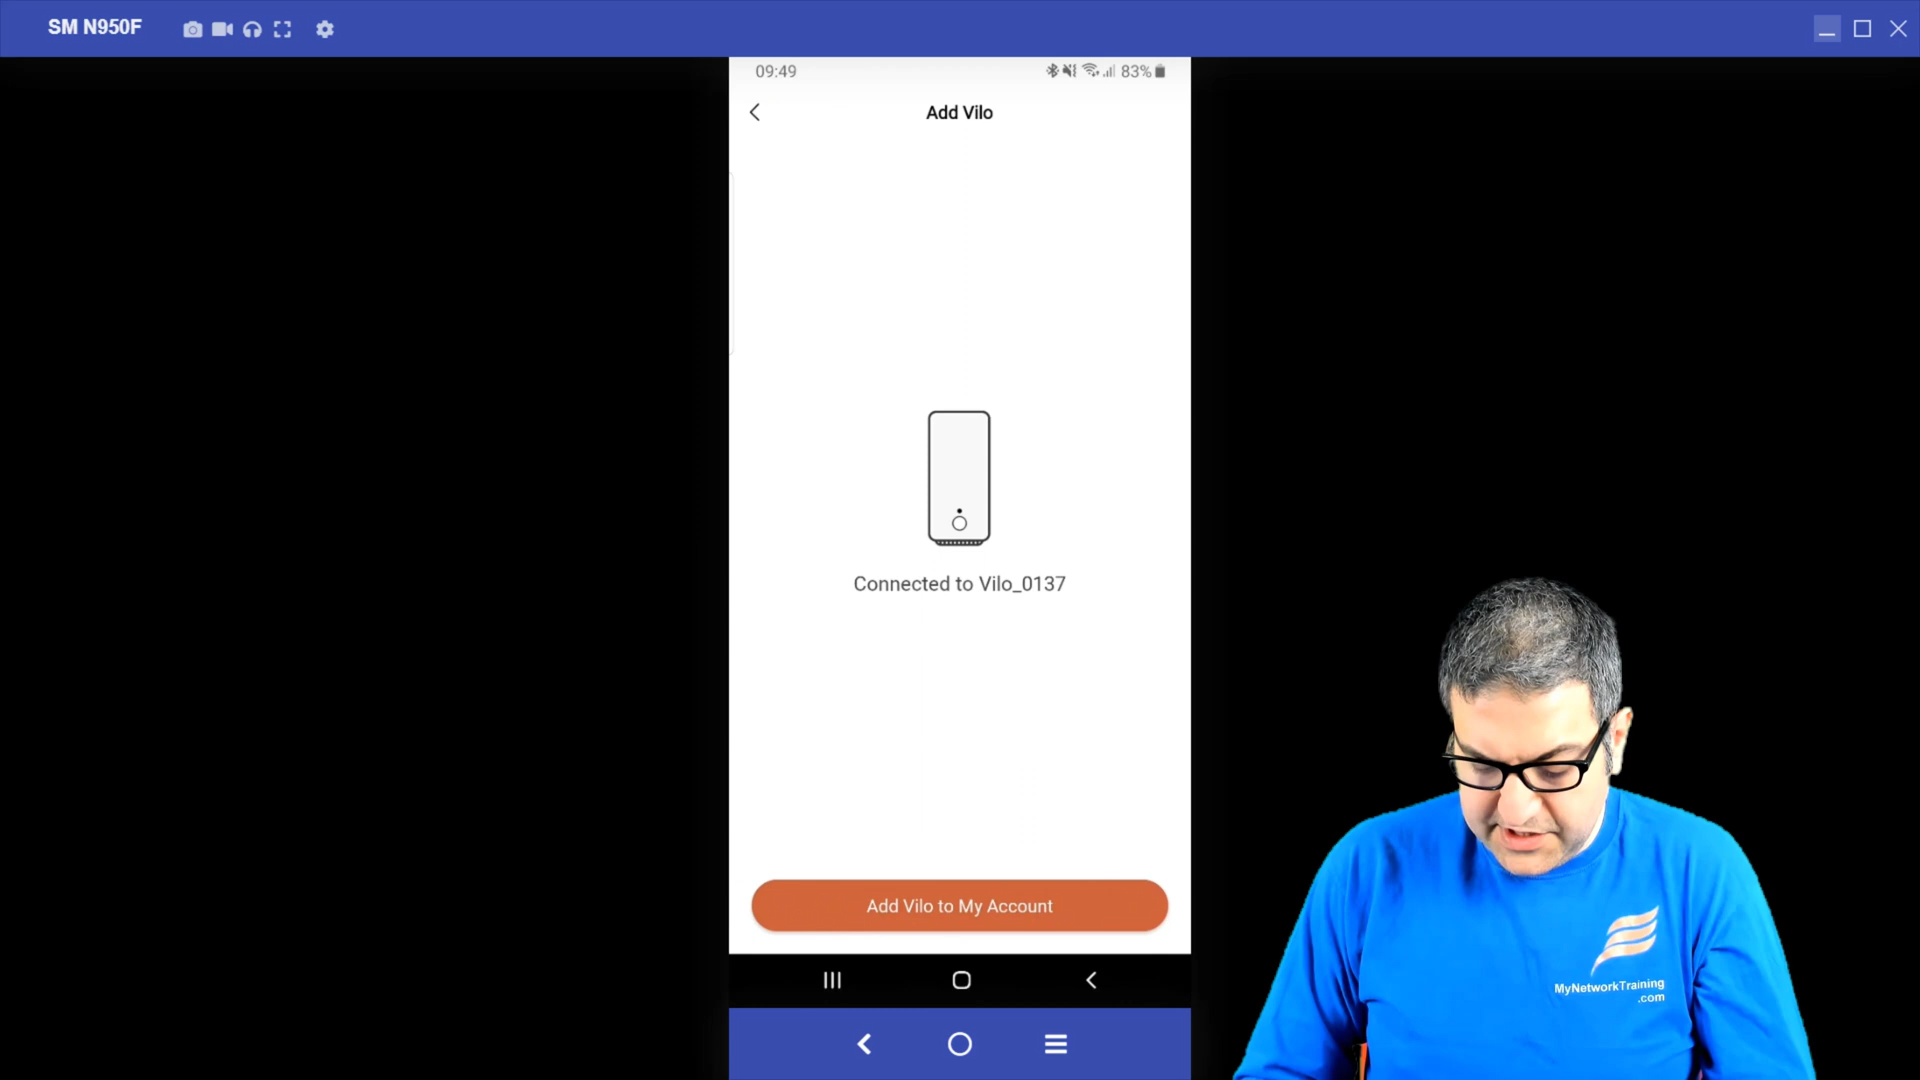 SM N950F
09:49
83%
Add Vilo
Connected to Vilo_0137
Add Vilo to My Account
MyNetworkTraining
.com